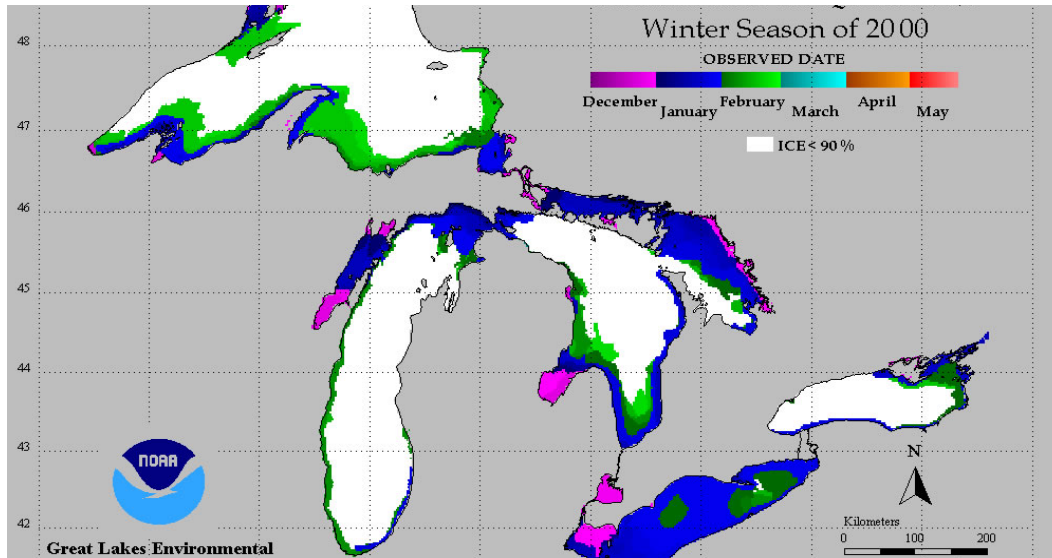 Winter Season of 2000
OBSERVED DATE
December January February March April May
ICE < 90 %
48
47
46
45
44
43
42
NOAA
N
Kilometers
0 100 200
Great Lakes Environmental